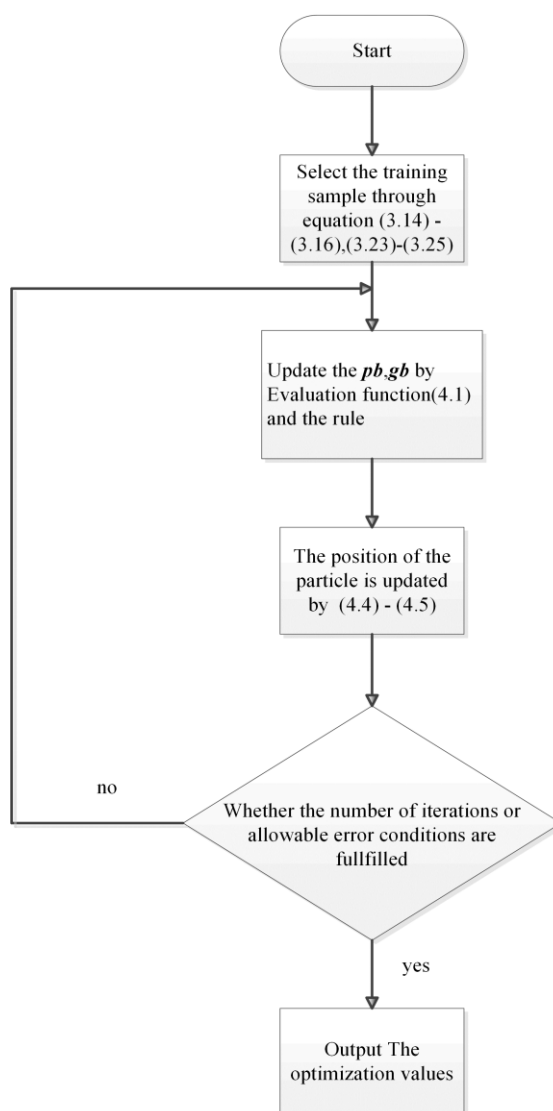 Start
Select the training
sample through
equation (3.14) -
(3.16),(3.23)-(3.25)
Update the pb,gb by
Evaluation function(4.1)
and the rule
The position of the
particle is updated
by (4.4) - (4.5)
no
Whether the number of iterations or
allowable error conditions are
fullfilled
yes
Output The
optimization values